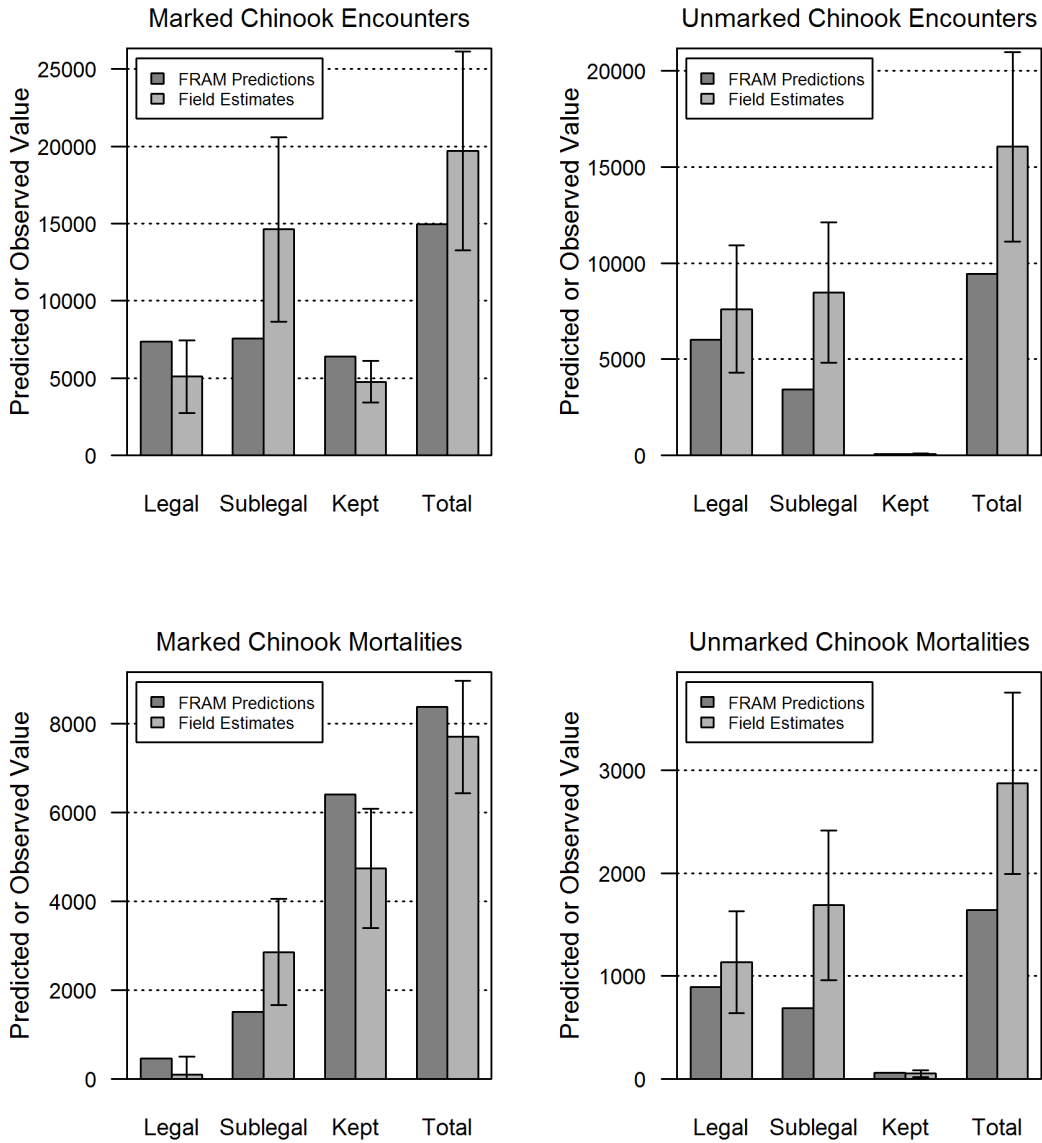 Marked Chinook Encounters
Predicted or Observed Value
25000
20000
15000
10000
5000
0
FRAM Predictions
Field Estimates
Legal Sublegal Kept Total
Unmarked Chinook Encounters
Predicted or Observed Value
20000
15000
10000
5000
0
FRAM Predictions
Field Estimates
Legal Sublegal Kept Total
Marked Chinook Mortalities
Predicted or Observed Value
8000
6000
4000
2000
0
FRAM Predictions
Field Estimates
Legal Sublegal Kept Total
Unmarked Chinook Mortalities
Predicted or Observed Value
3000
2000
1000
0
FRAM Predictions
Field Estimates
Legal Sublegal Kept Total